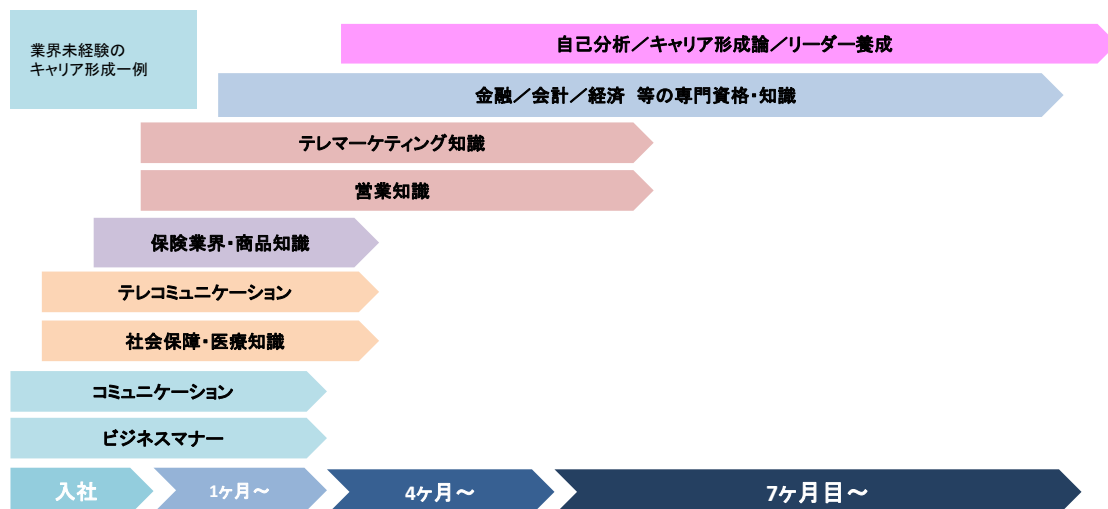 業界未経験の
キャリア形成一例
自己分析／キャリア形成論／リーダー養成
金融／会計／経済 等の専門資格・知識
テレマーケティング知識
営業知識
保険業界・商品知識
テレコミュニケーション
社会保障・医療知識
コミュニケーション
ビジネスマナー
入社
1ヶ月～
4ヶ月～
7ヶ月目～